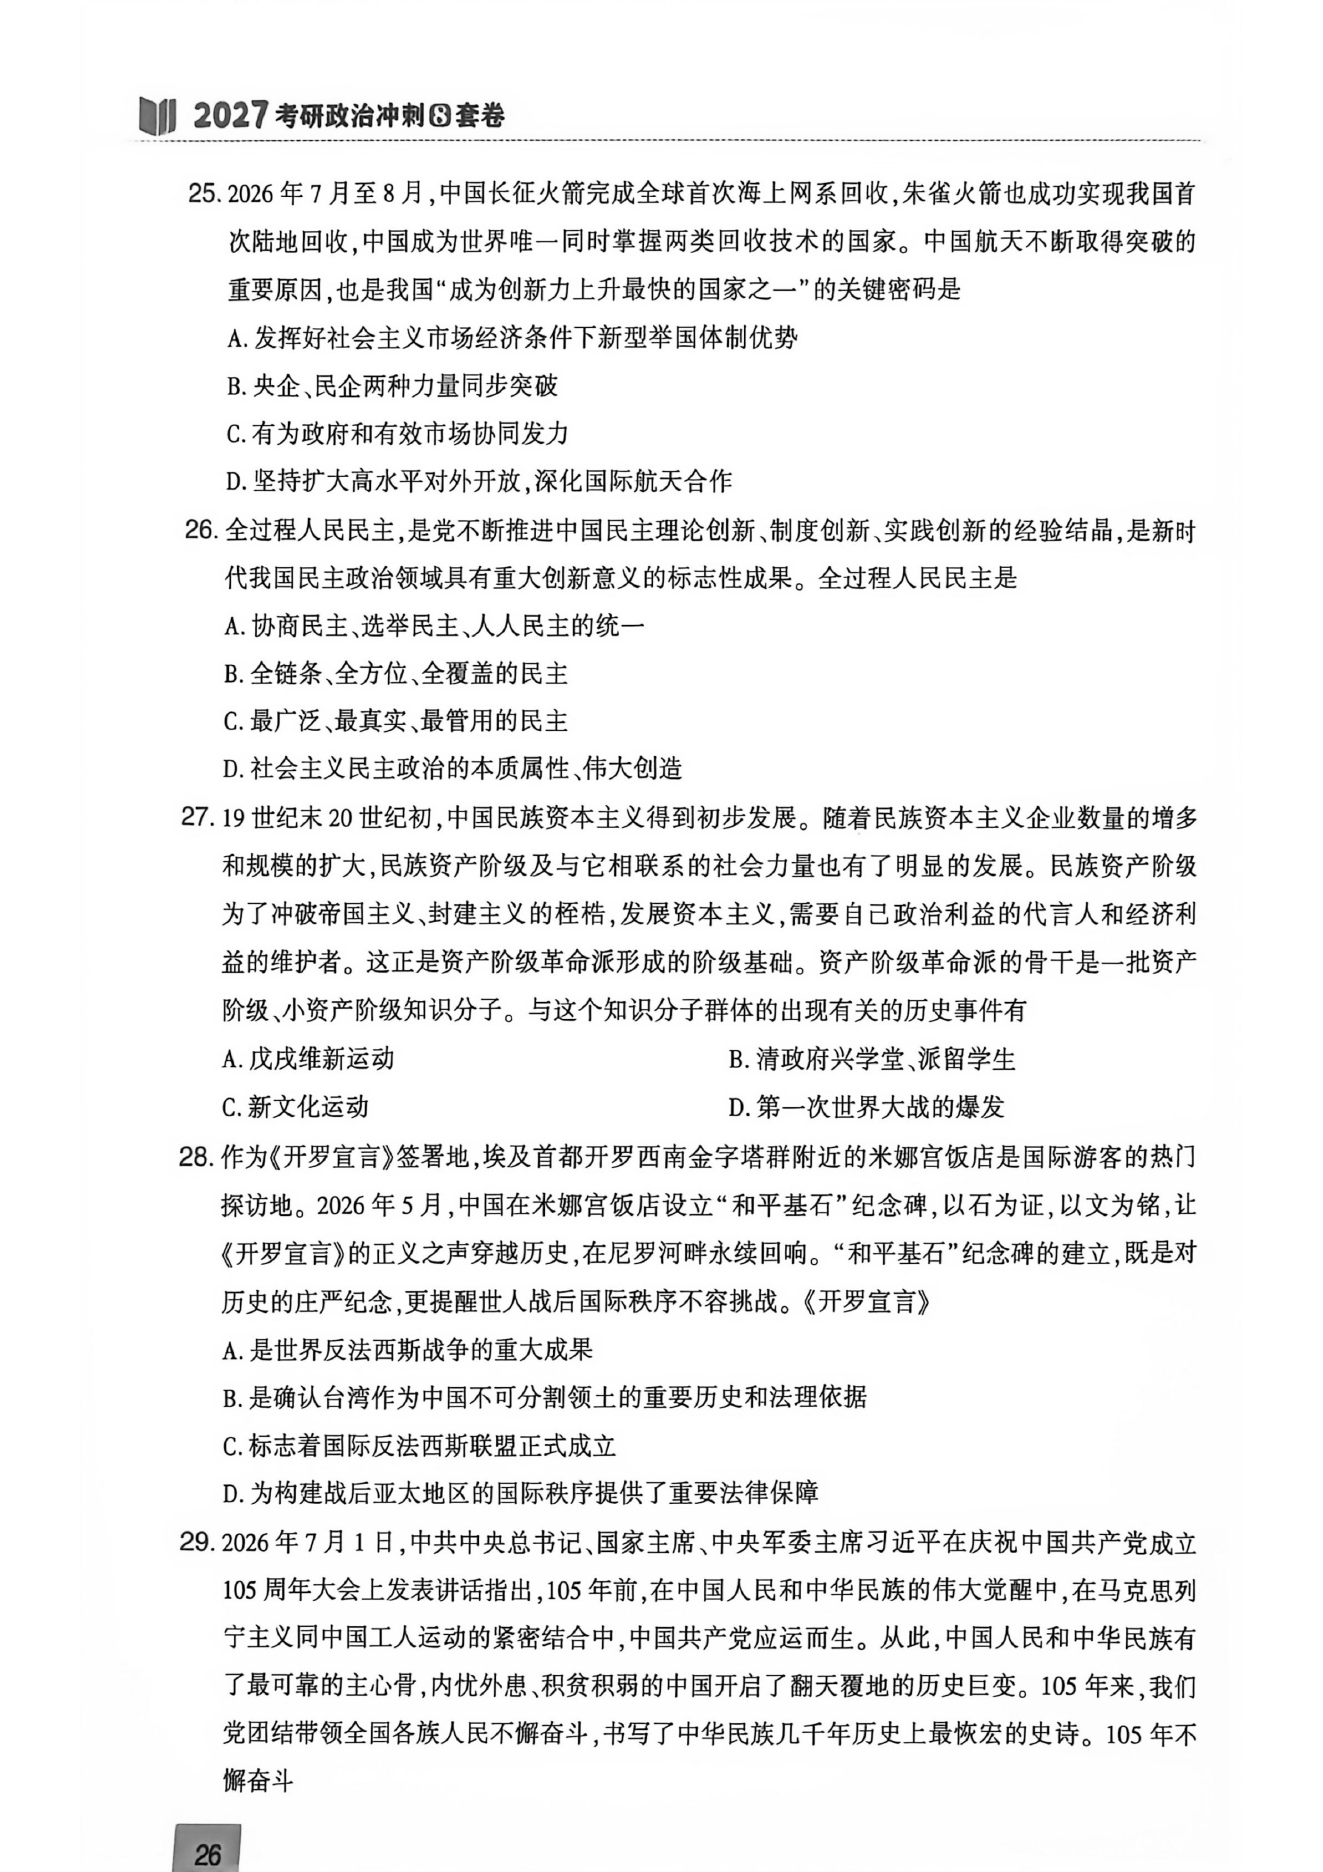 2027考研政治冲刺8套卷
25. 2026年7月至8月,中国长征火箭完成全球首次海上网系回收,朱雀火箭也成功实现我国首
次陆地回收,中国成为世界唯一同时掌握两类回收技术的国家。中国航天不断取得突破的
重要原因,也是我国“成为创新力上升最快的国家之一”的关键密码是
A. 发挥好社会主义市场经济条件下新型举国体制优势
B. 央企、民企两种力量同步突破
C. 有为政府和有效市场协同发力
D. 坚持扩大高水平对外开放,深化国际航天合作
26. 全过程人民民主,是党不断推进中国民主理论创新、制度创新、实践创新的经验结晶,是新时
代我国民主政治领域具有重大创新意义的标志性成果。全过程人民民主是
A. 协商民主、选举民主、人人民主的统一
B. 全链条、全方位、全覆盖的民主
C. 最广泛、最真实、最管用的民主
D. 社会主义民主政治的本质属性、伟大创造
27. 19世纪末20世纪初,中国民族资本主义得到初步发展。随着民族资本主义企业数量的增多
和规模的扩大,民族资产阶级及与它相联系的社会力量也有了明显的发展。民族资产阶级
为了冲破帝国主义、封建主义的桎梏,发展资本主义,需要自己政治利益的代言人和经济利
益的维护者。这正是资产阶级革命派形成的阶级基础。资产阶级革命派的骨干是一批资产
阶级、小资产阶级知识分子。与这个知识分子群体的出现有关的历史事件有
A. 戊戌维新运动 B. 清政府兴学堂、派留学生
C. 新文化运动 D. 第一次世界大战的爆发
28. 作为《开罗宣言》签署地,埃及首都开罗西南金字塔群附近的米娜宫饭店是国际游客的热门
探访地。2026年5月,中国在米娜宫饭店设立“和平基石”纪念碑,以石为证,以文为铭,让
《开罗宣言》的正义之声穿越历史,在尼罗河畔永续回响。“和平基石”纪念碑的建立,既是对
历史的庄严纪念,更提醒世人战后国际秩序不容挑战。《开罗宣言》
A. 是世界反法西斯战争的重大成果
B. 是确认台湾作为中国不可分割领土的重要历史和法理依据
C. 标志着国际反法西斯联盟正式成立
D. 为构建战后亚太地区的国际秩序提供了重要法律保障
29. 2026年7月1日,中共中央总书记、国家主席、中央军委主席习近平在庆祝中国共产党成立
105周年大会上发表讲话指出,105年前,在中国人民和中华民族的伟大觉醒中,在马克思列
宁主义同中国工人运动的紧密结合中,中国共产党应运而生。从此,中国人民和中华民族有
了最可靠的主心骨,内忧外患、积贫积弱的中国开启了翻天覆地的历史巨变。105年来,我们
党团结带领全国各族人民不懈奋斗,书写了中华民族几千年历史上最恢宏的史诗。105年不
懈奋斗
26